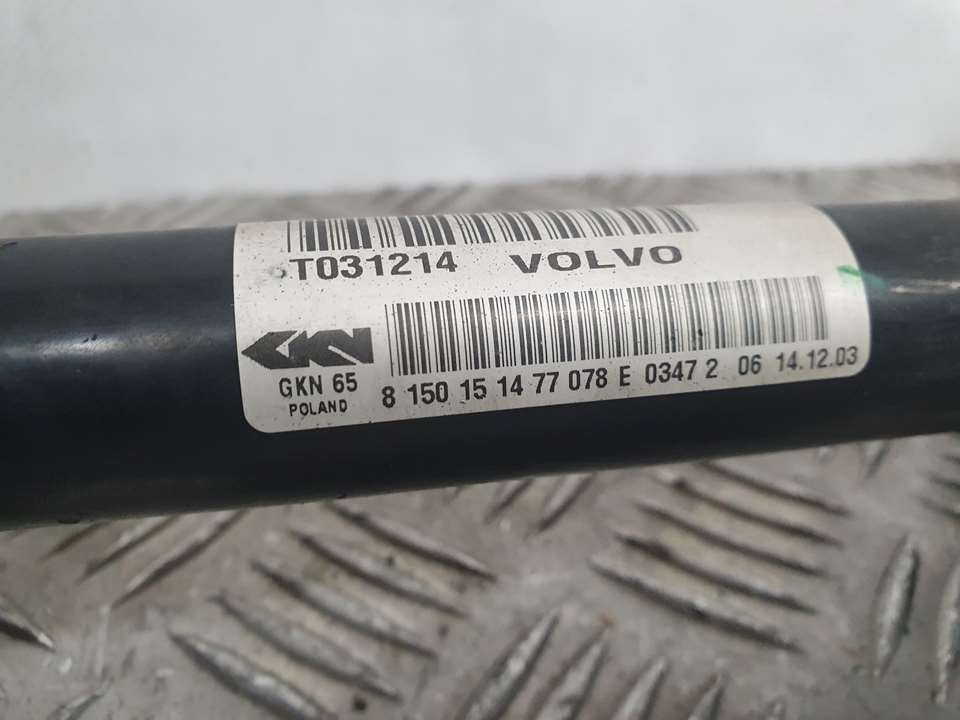 T031214 VOLVO
GKN
GKN 65
POLAND
8 150 15 14 77 078 E 0347 2 06 14.12.03